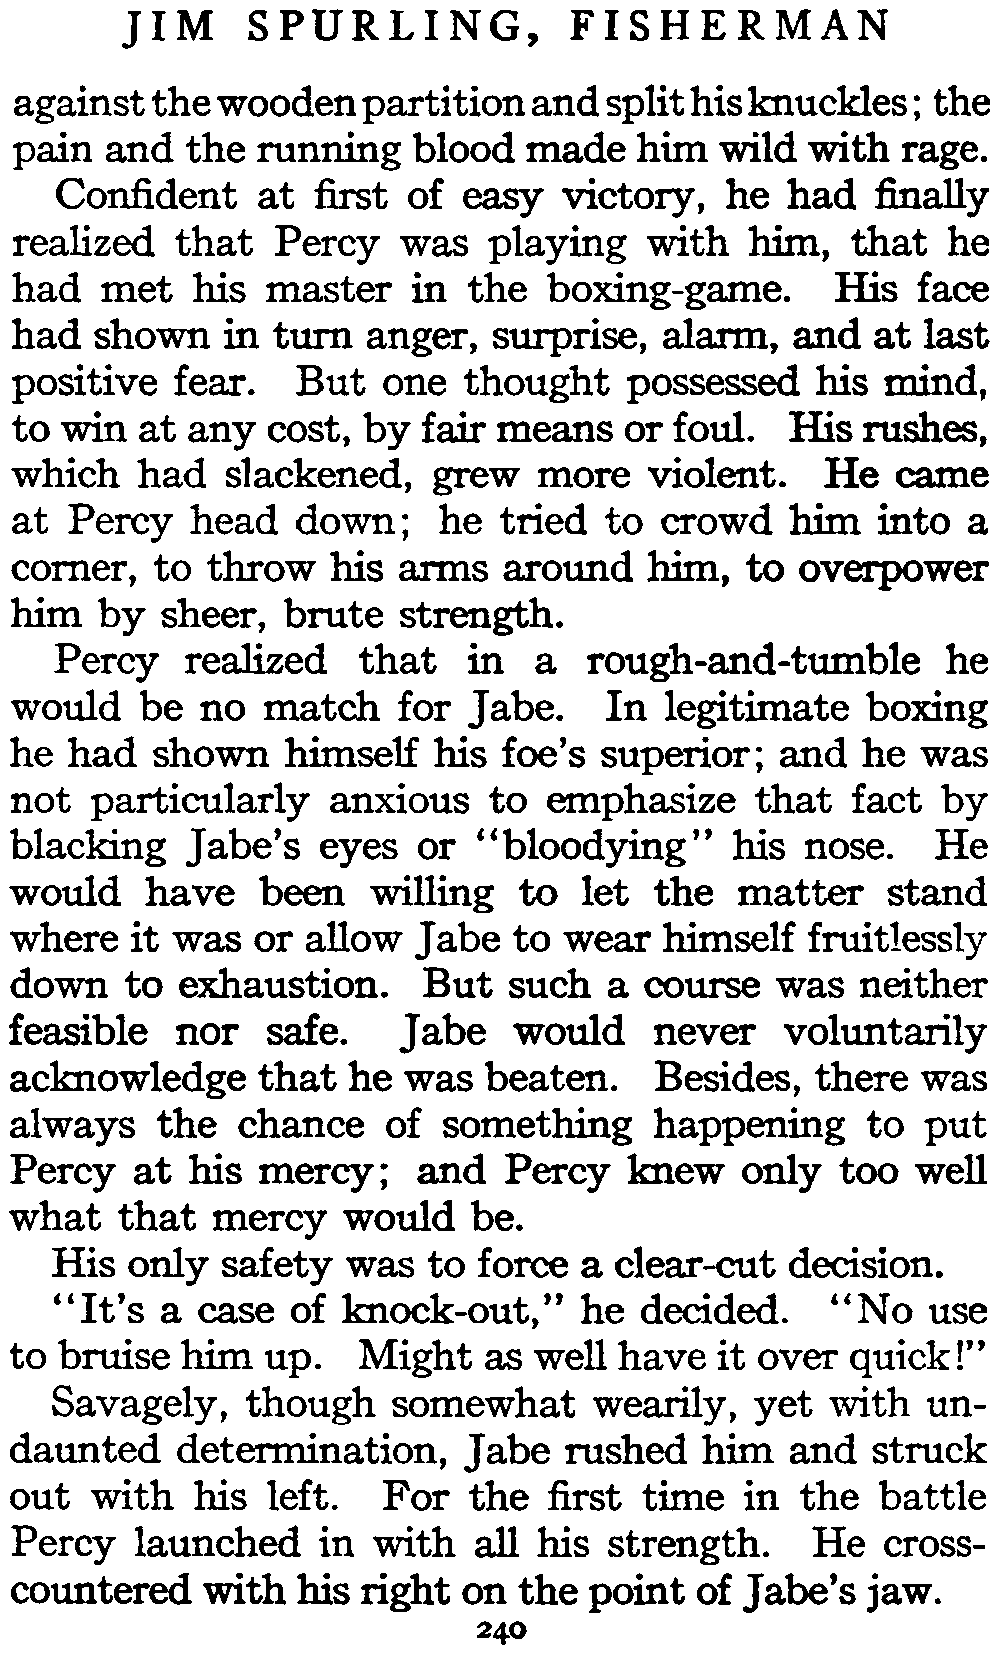 JIM SPURLING, FISHERMAN
against the wooden partition and split his knuckles; the
pain and the running blood made him wild with rage.
Confident at first of easy victory, he had finally
realized that Percy was playing with him, that he
had met his master in the boxing-game. His face
had shown in turn anger, surprise, alarm, and at last
positive fear. But one thought possessed his mind,
to win at any cost, by fair means or foul. His rushes,
which had slackened, grew more violent. He came
at Percy head down; he tried to crowd him into a
corner, to throw his arms around him, to overpower
him by sheer, brute strength.
Percy realized that in a rough-and-tumble he
would be no match for Jabe. In legitimate boxing
he had shown himself his foe's superior; and he was
not particularly anxious to emphasize that fact by
blacking Jabe's eyes or "bloodying" his nose. He
would have been willing to let the matter stand
where it was or allow Jabe to wear himself fruitlessly
down to exhaustion. But such a course was neither
feasible nor safe. Jabe would never voluntarily
acknowledge that he was beaten. Besides, there was
always the chance of something happening to put
Percy at his mercy; and Percy knew only too well
what that mercy would be.
His only safety was to force a clear-cut decision.
"It's a case of knock-out," he decided. "No use
to bruise him up. Might as well have it over quick!"
Savagely, though somewhat wearily, yet with un-
daunted determination, Jabe rushed him and struck
out with his left. For the first time in the battle
Percy launched in with all his strength. He cross-
countered with his right on the point of Jabe's jaw.
240